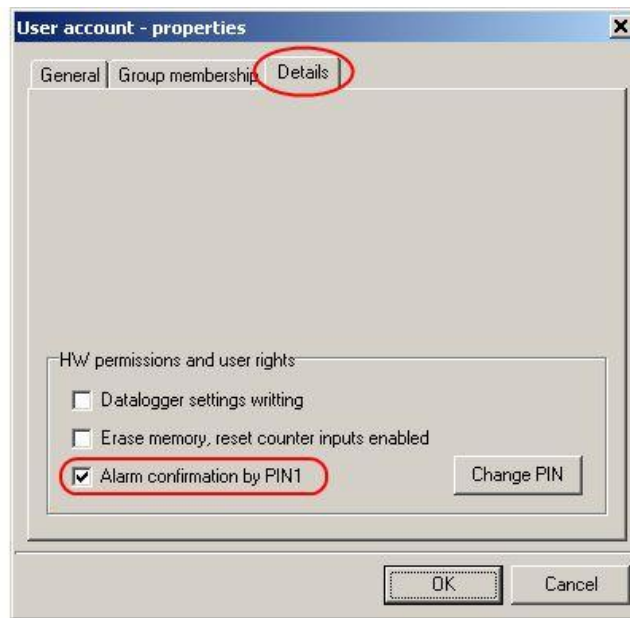 User account - properties
General Group membership Details
HW permissions and user rights
Datalogger settings writting
Erase memory, reset counter inputs enabled
Alarm confirmation by PIN1 Change PIN
OK Cancel